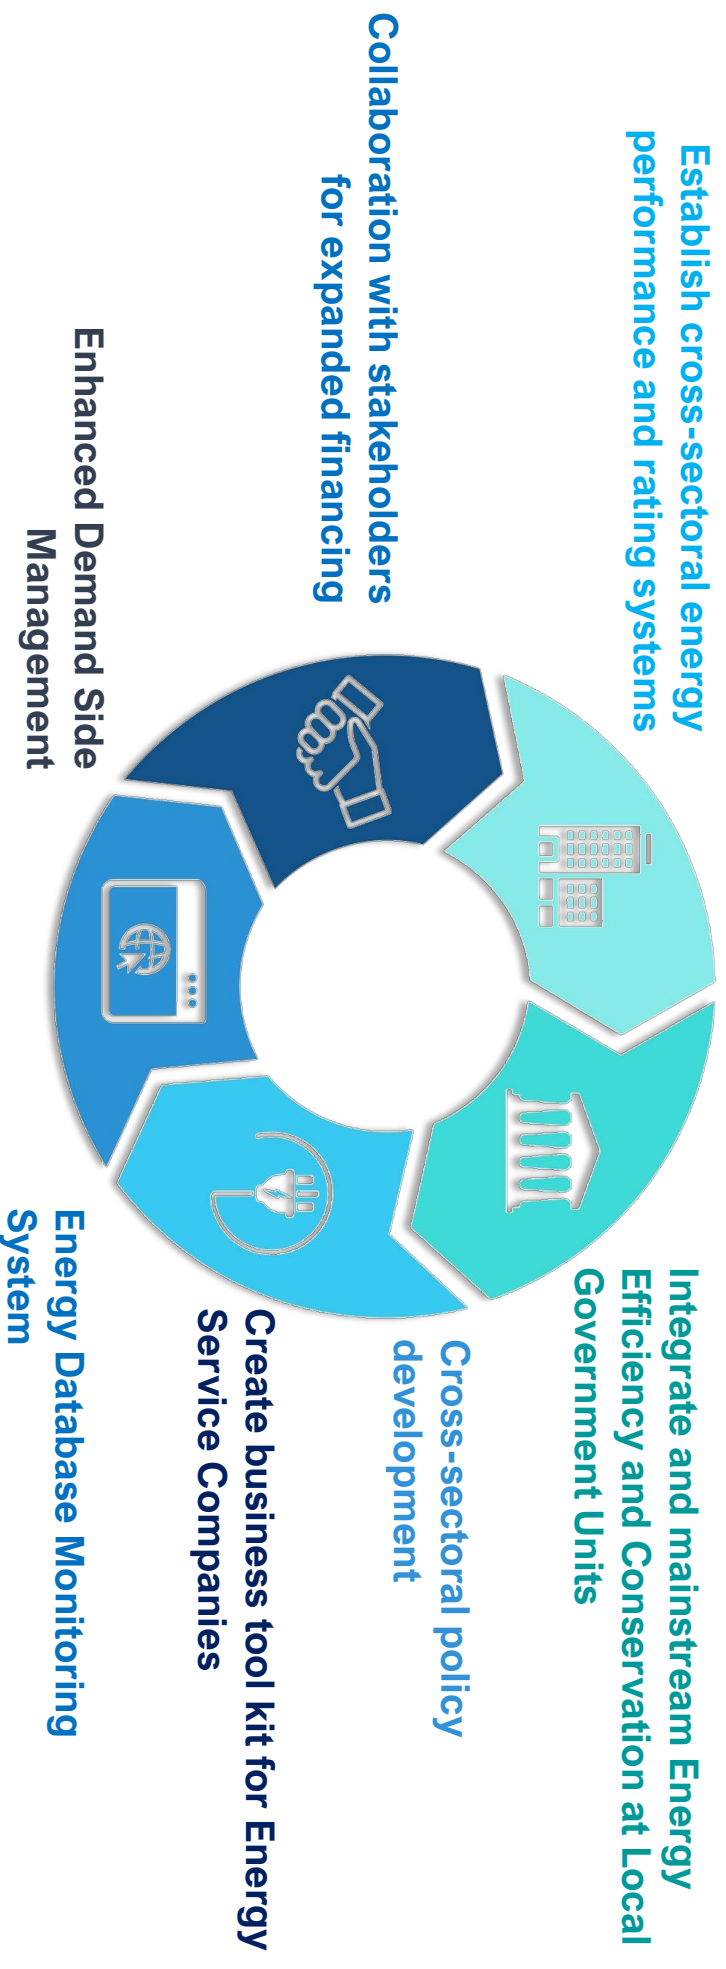 Establish cross-sectoral energy
performance and rating systems
Collaboration with stakeholders
for expanded financing
Enhanced Demand Side
Management
Integrate and mainstream Energy
Efficiency and Conservation at Local
Government Units
Cross-sectoral policy
development
Create business tool kit for Energy
Service Companies
Energy Database Monitoring
System